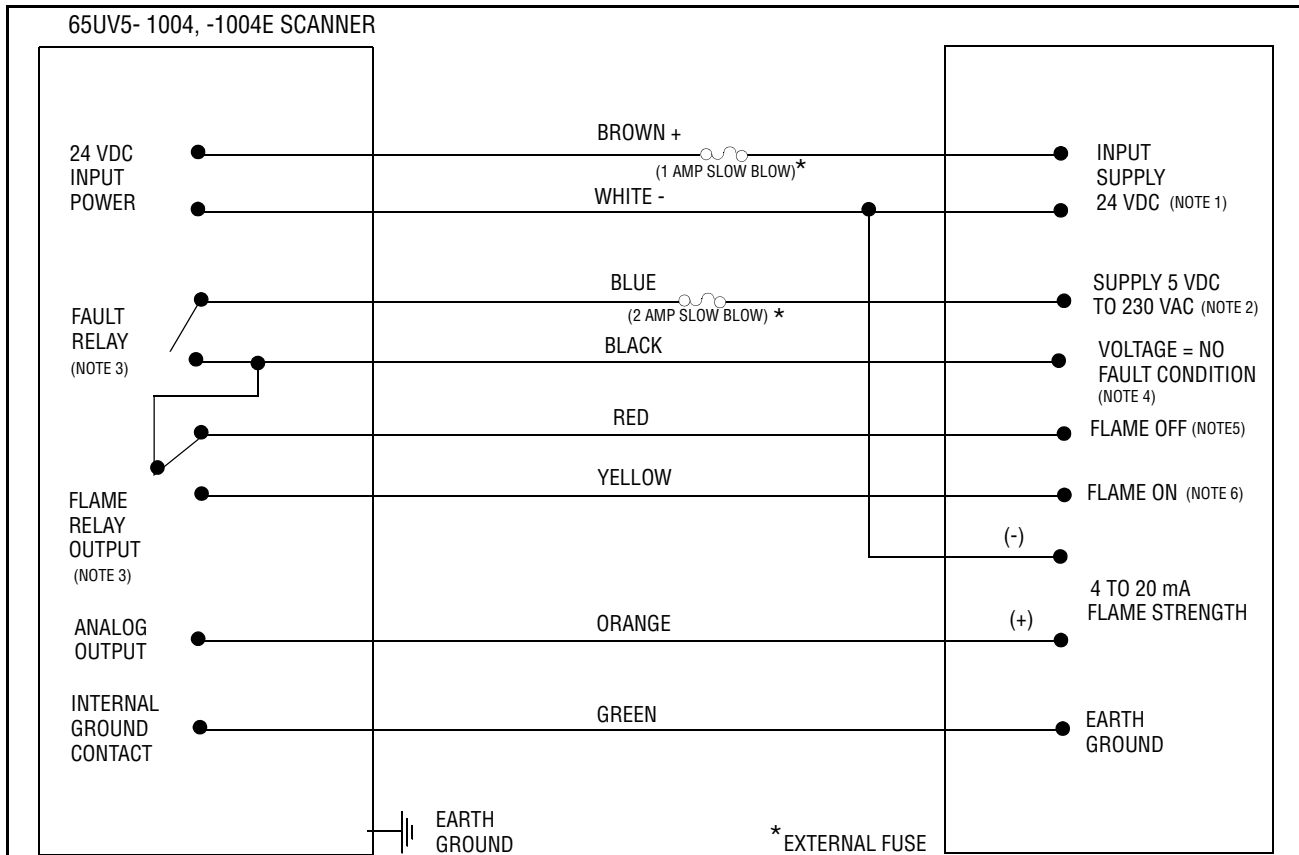 65UV5- 1004, -1004E SCANNER
24 VDC
INPUT
POWER
BROWN +
(1 AMP SLOW BLOW)*
WHITE -
INPUT
SUPPLY
24 VDC (NOTE 1)
FAULT
RELAY
(NOTE 3)
BLUE
(2 AMP SLOW BLOW) *
BLACK
SUPPLY 5 VDC
TO 230 VAC (NOTE 2)
VOLTAGE = NO
FAULT CONDITION
(NOTE 4)
RED
FLAME OFF (NOTE5)
FLAME
RELAY
OUTPUT
(NOTE 3)
YELLOW
FLAME ON (NOTE 6)
(-)
4 TO 20 mA
FLAME STRENGTH
(+)
ANALOG
OUTPUT
ORANGE
INTERNAL
GROUND
CONTACT
GREEN
EARTH
GROUND
EARTH
GROUND
*EXTERNAL FUSE